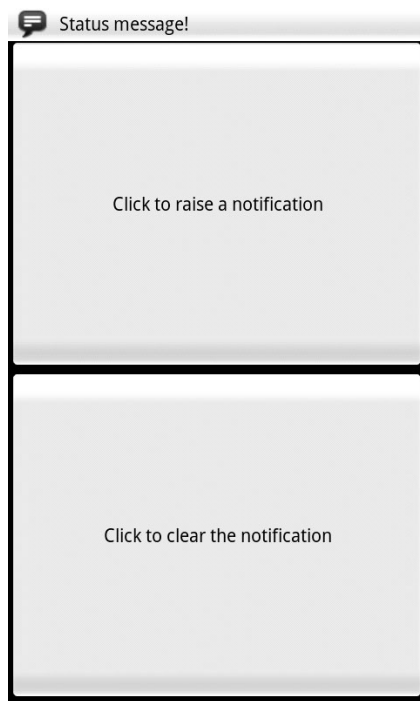 Status message!
Click to raise a notification
Click to clear the notification